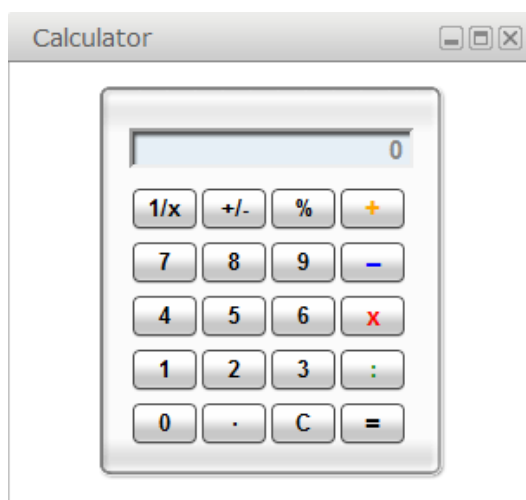 Calculator
0
1/x +/- % +
7 8 9 –
4 5 6 x
1 2 3 :
0 . C =